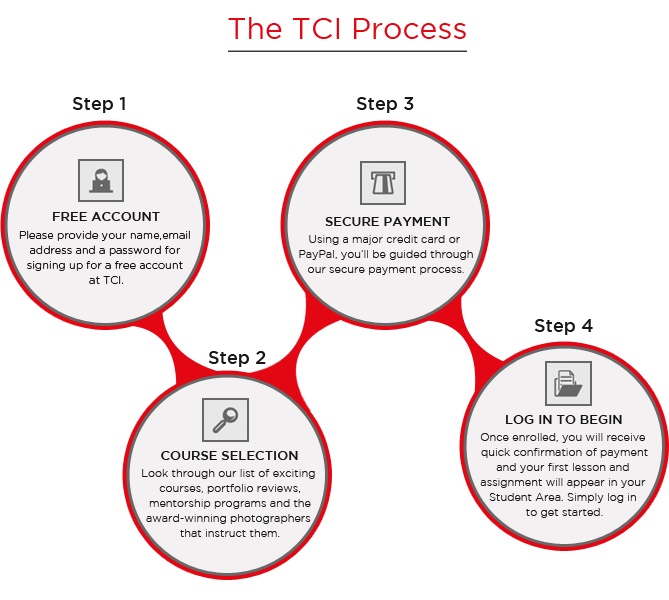 The TCI Process
Step 1
FREE ACCOUNT
Please provide your name,email
address and a password for
signing up for a free account
at TCI.
Step 2
COURSE SELECTION
Look through our list of exciting
courses, portfolio reviews,
mentorship programs and the
award-winning photographers
that instruct them.
Step 3
SECURE PAYMENT
Using a major credit card or
PayPal, you'll be guided through
our secure payment process.
Step 4
LOG IN TO BEGIN
Once enrolled, you will receive
quick confirmation of payment
and your first lesson and
assignment will appear in your
Student Area. Simply log in
to get started.